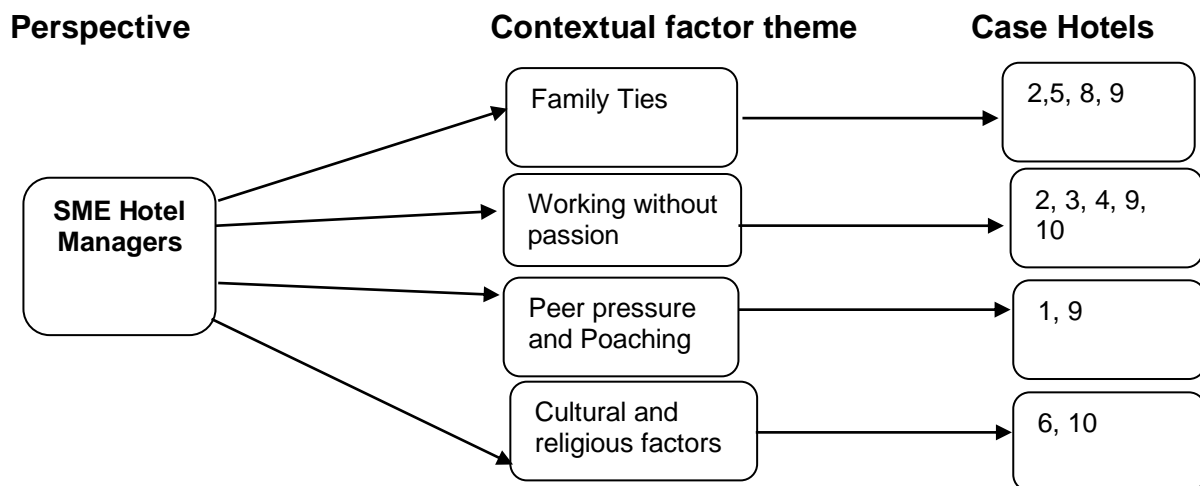 Perspective
Contextual factor theme
Case Hotels
SME Hotel
Managers
Family Ties
2,5, 8, 9
Working without
passion
2, 3, 4, 9,
10
Peer pressure
and Poaching
1, 9
Cultural and
religious factors
6, 10